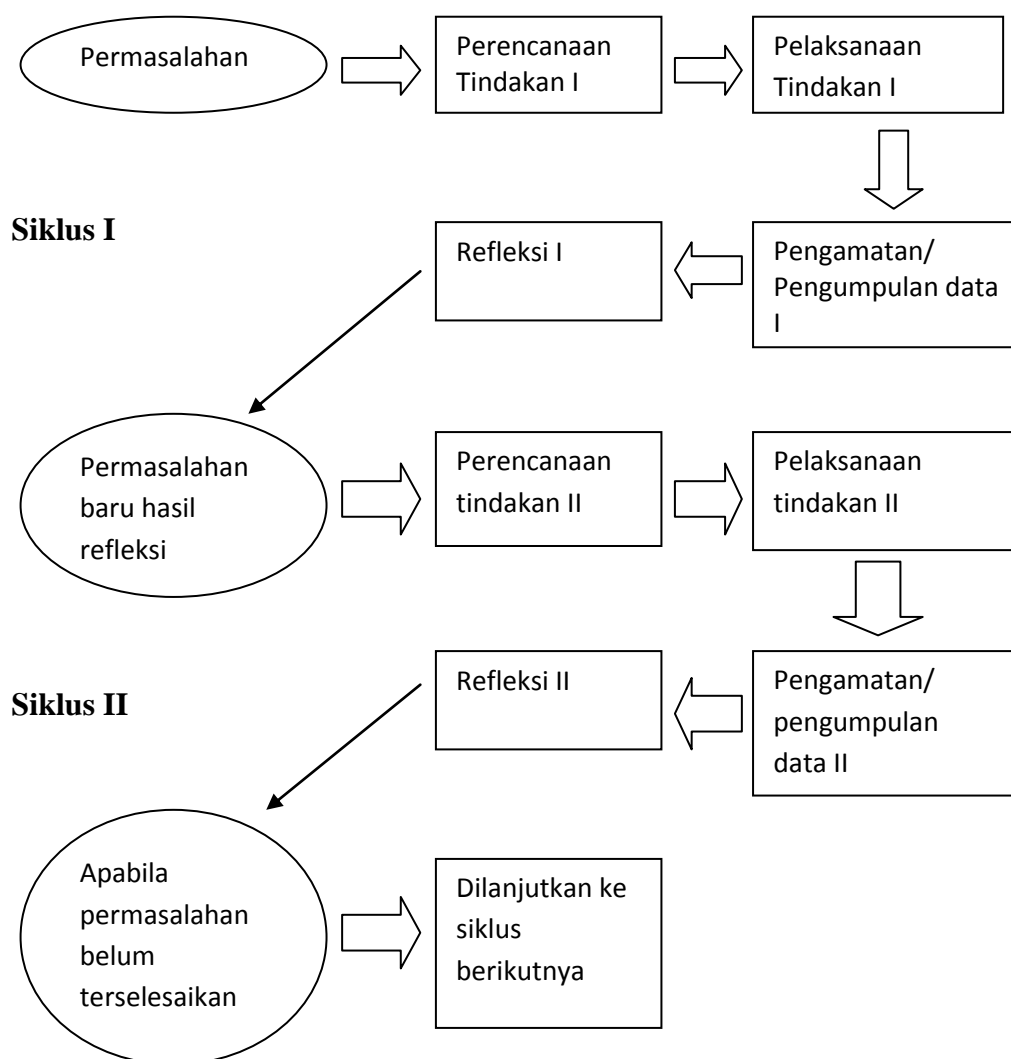 Permasalahan
Perencanaan
Tindakan I
Pelaksanaan
Tindakan I
Siklus I
Refleksi I
Pengamatan/
Pengumpulan data
I
Permasalahan
baru hasil
refleksi
Perencanaan
tindakan II
Pelaksanaan
tindakan II
Siklus II
Refleksi II
Pengamatan/
pengumpulan
data II
Apabila
permasalahan
belum
terselesaikan
Dilanjutkan ke
siklus
berikutnya